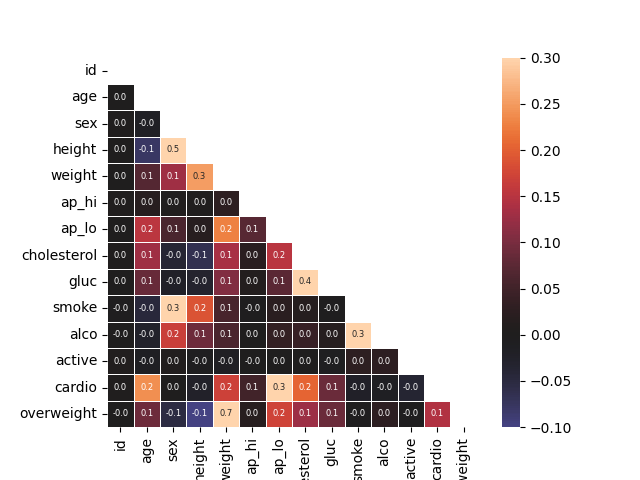 id
age 0.0
sex 0.0 -0.0
height 0.0 -0.1 0.5
weight 0.0 0.1 0.1 0.3
ap_hi 0.0 0.0 0.0 0.0 0.0
ap_lo 0.0 0.2 0.1 0.0 0.2 0.1
cholesterol 0.0 0.1 -0.0 -0.1 0.1 0.0 0.2
gluc 0.0 0.1 -0.0 -0.0 0.1 0.0 0.1 0.4
smoke -0.0 -0.0 0.3 0.2 0.1 -0.0 0.0 0.0 -0.0
alco 0.0 -0.0 0.2 0.1 0.1 0.0 0.0 0.0 0.0 0.3
active 0.0 -0.0 0.0 -0.0 -0.0 -0.0 0.0 0.0 -0.0 0.0 0.0
cardio 0.0 0.2 0.0 -0.0 0.2 0.1 0.3 0.2 0.1 -0.0 -0.0 -0.0
overweight -0.0 0.1 -0.1 -0.1 0.7 0.0 0.2 0.1 0.1 -0.0 0.0 -0.0 0.1
id age sex height weight ap_hi ap_lo esterol gluc smoke alco active cardio weight
0.30
0.25
0.20
0.15
0.10
0.05
0.00
−0.05
−0.10